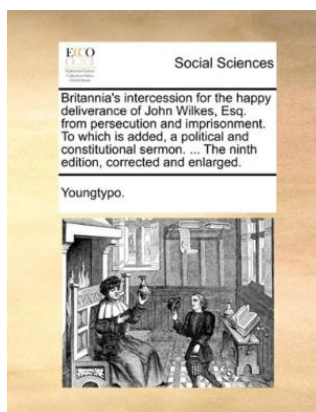 ECCO
Social Sciences
Britannia's intercession for the happy
deliverance of John Wilkes, Esq.
from persecution and imprisonment.
To which is added, a political and
constitutional sermon. ... The ninth
edition, corrected and enlarged.
Youngtypo.